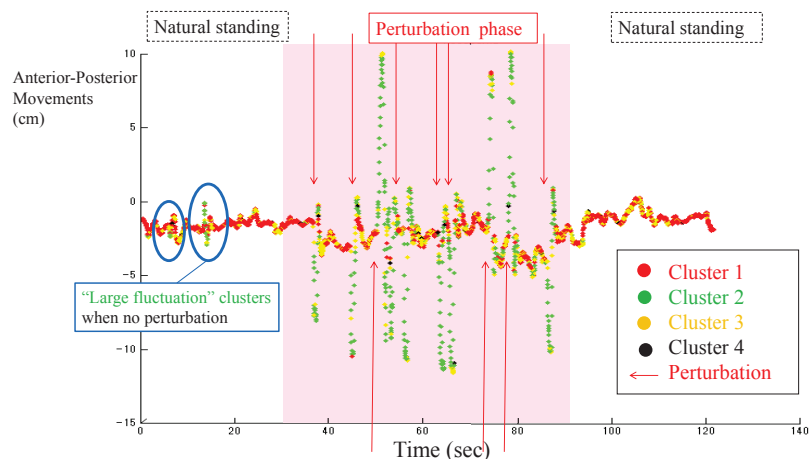 Natural standing
Perturbation phase
Natural standing
Anterior-Posterior
Movements
(cm)
10
5
0
−5
−10
−15
0
20
40
60
80
100
120
140
Time (sec)
“Large fluctuation” clusters
when no perturbation
Cluster 1
Cluster 2
Cluster 3
Cluster 4
Perturbation